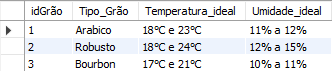 idGrão Tipo_Grão Temperatura_ideal Umidade_ideal
1 Arabico 18°C e 23°C 11% a 12%
2 Robusto 18°C e 24°C 12% a 15%
3 Bourbon 17°C e 21°C 10% a 11%